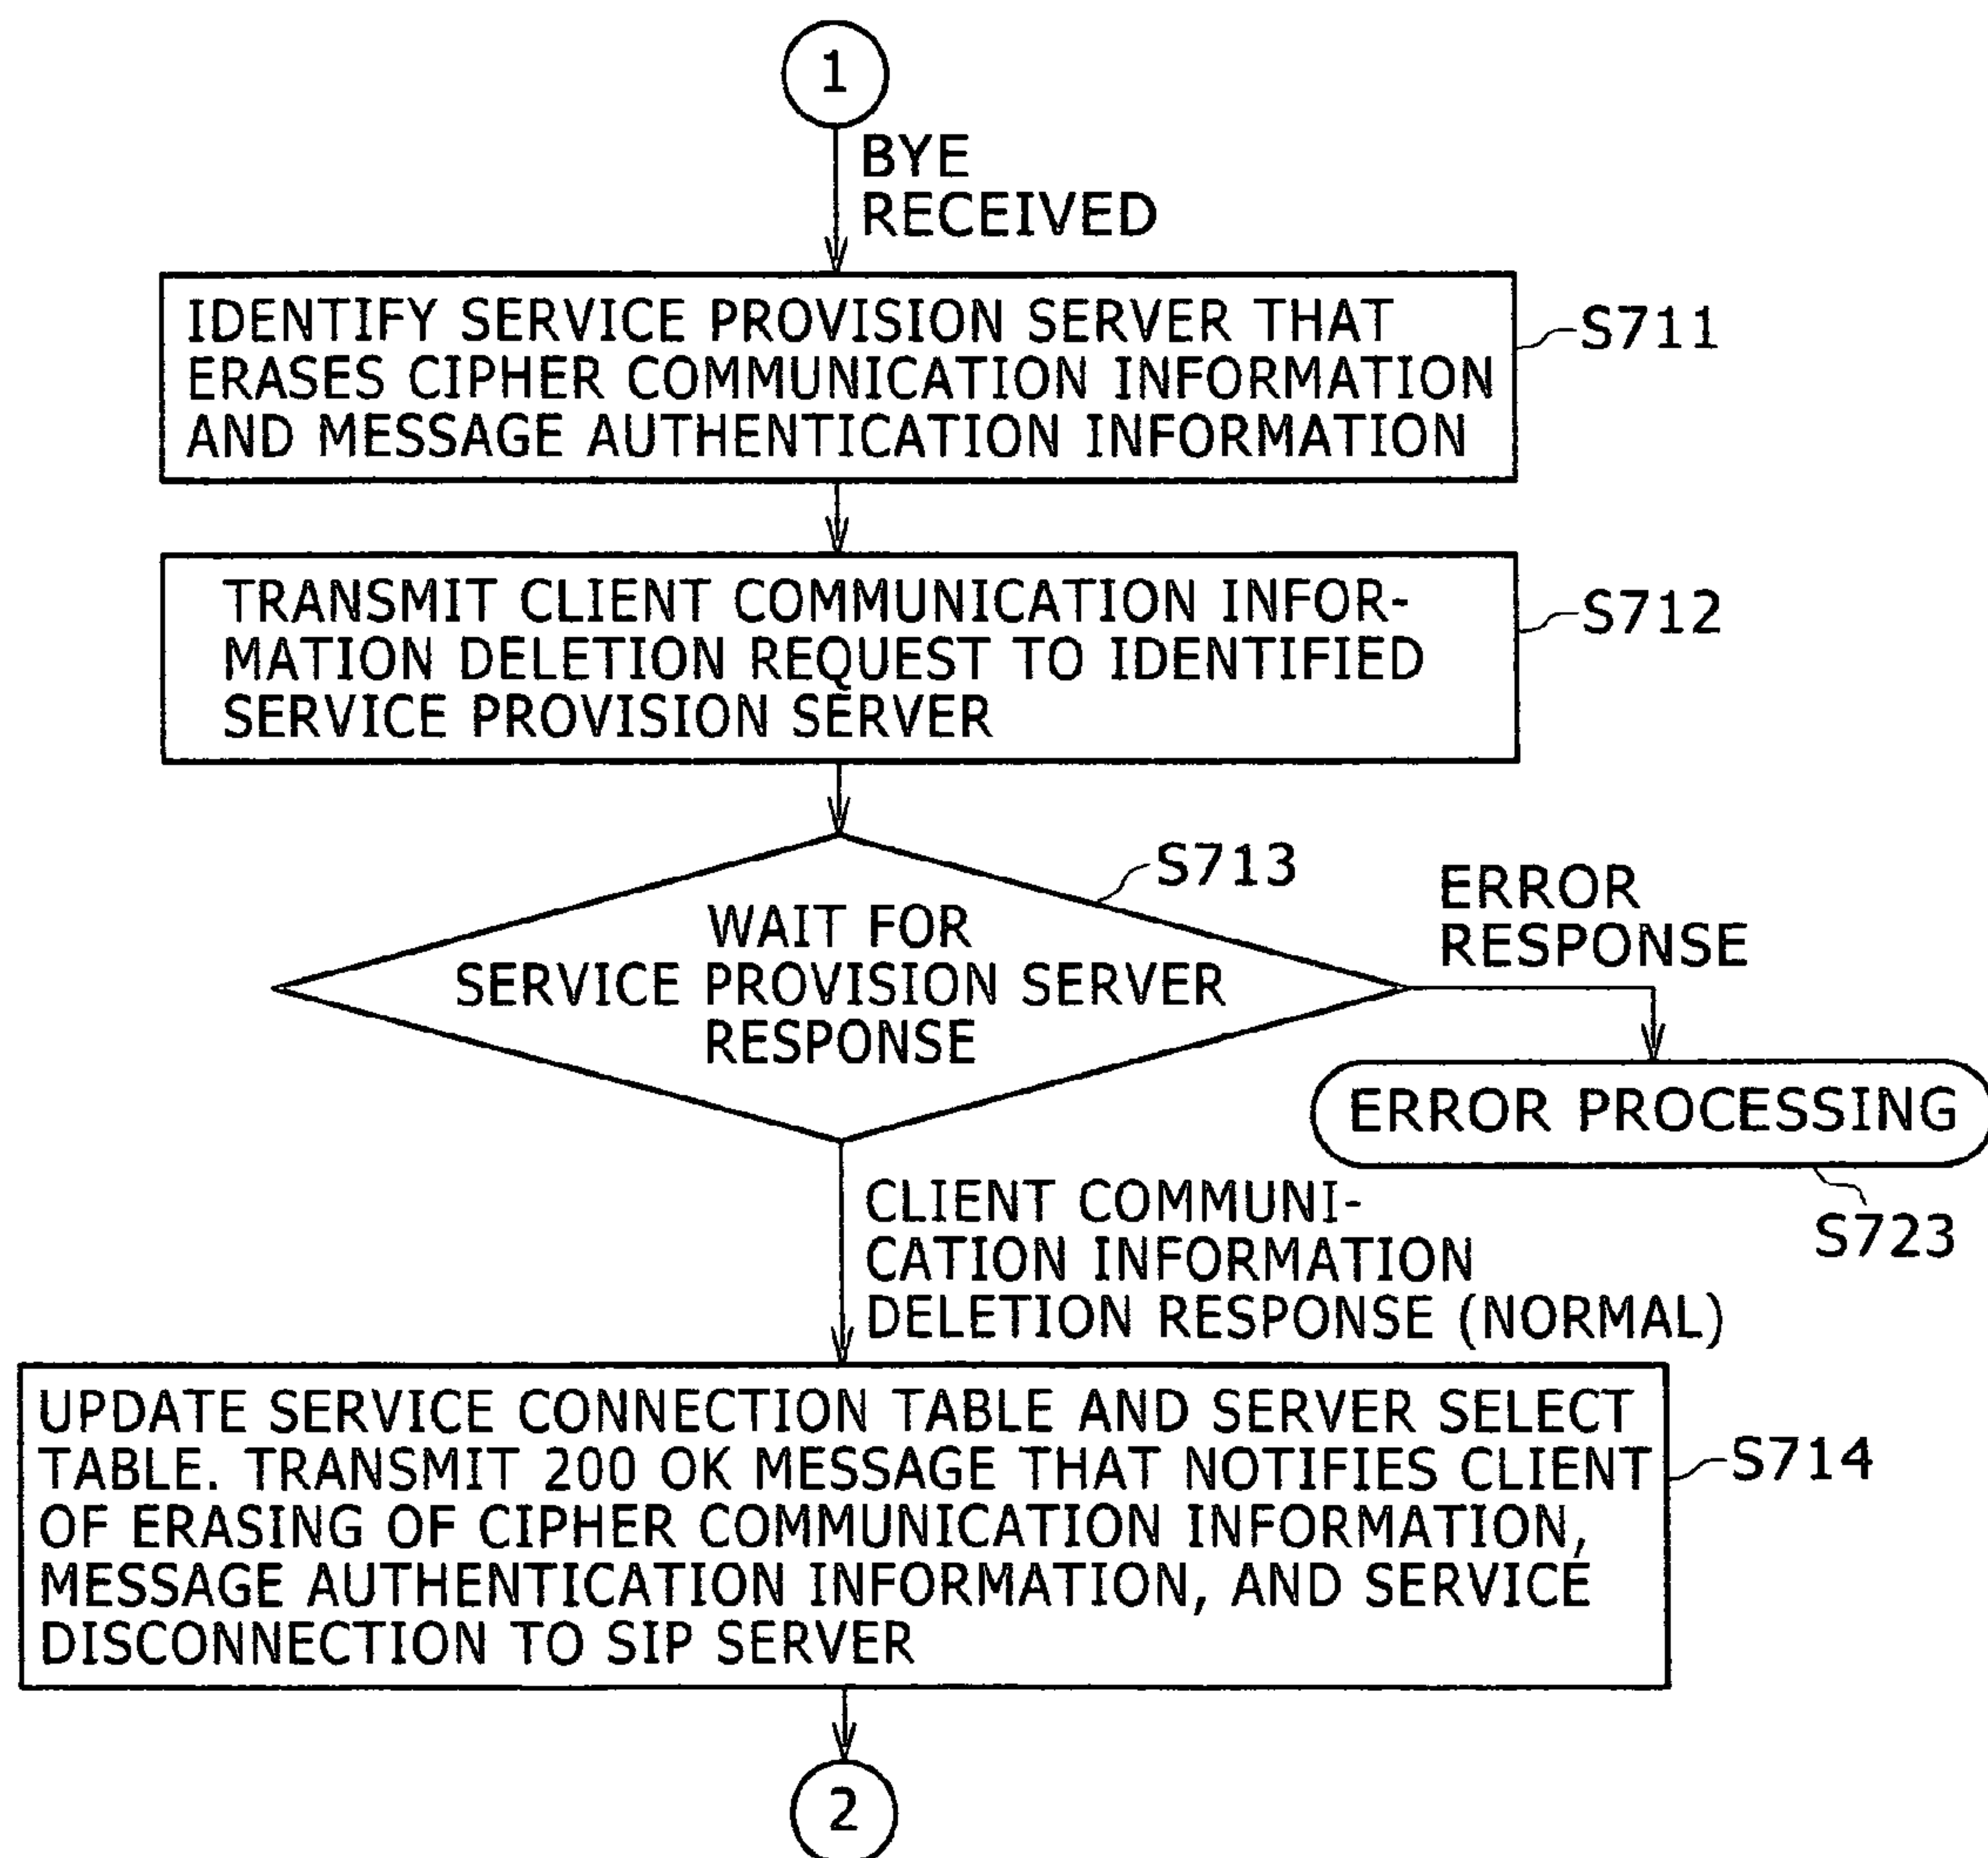 1
BYE
RECEIVED
IDENTIFY SERVICE PROVISION SERVER THAT
ERASES CIPHER COMMUNICATION INFORMATION
AND MESSAGE AUTHENTICATION INFORMATION
S711
TRANSMIT CLIENT COMMUNICATION INFOR-
MATION DELETION REQUEST TO IDENTIFIED
SERVICE PROVISION SERVER
S712
S713
WAIT FOR
SERVICE PROVISION SERVER
RESPONSE
ERROR
RESPONSE
ERROR PROCESSING
S723
CLIENT COMMUNI-
CATION INFORMATION
DELETION RESPONSE (NORMAL)
UPDATE SERVICE CONNECTION TABLE AND SERVER SELECT
TABLE. TRANSMIT 200 OK MESSAGE THAT NOTIFIES CLIENT
OF ERASING OF CIPHER COMMUNICATION INFORMATION,
MESSAGE AUTHENTICATION INFORMATION, AND SERVICE
DISCONNECTION TO SIP SERVER
S714
2